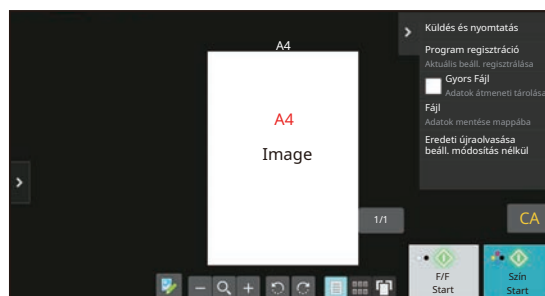 A4
A4
Image
1/1
Küldés és nyomtatás
Program regisztráció
Aktuális beáll. regisztrálása
Gyors Fájl
Adatok átmeneti tárolása
Fájl
Adatok mentése mappába
Eredeti újraolvasása
beáll. módosítás nélkül
CA
F/F
Start
Szín
Start